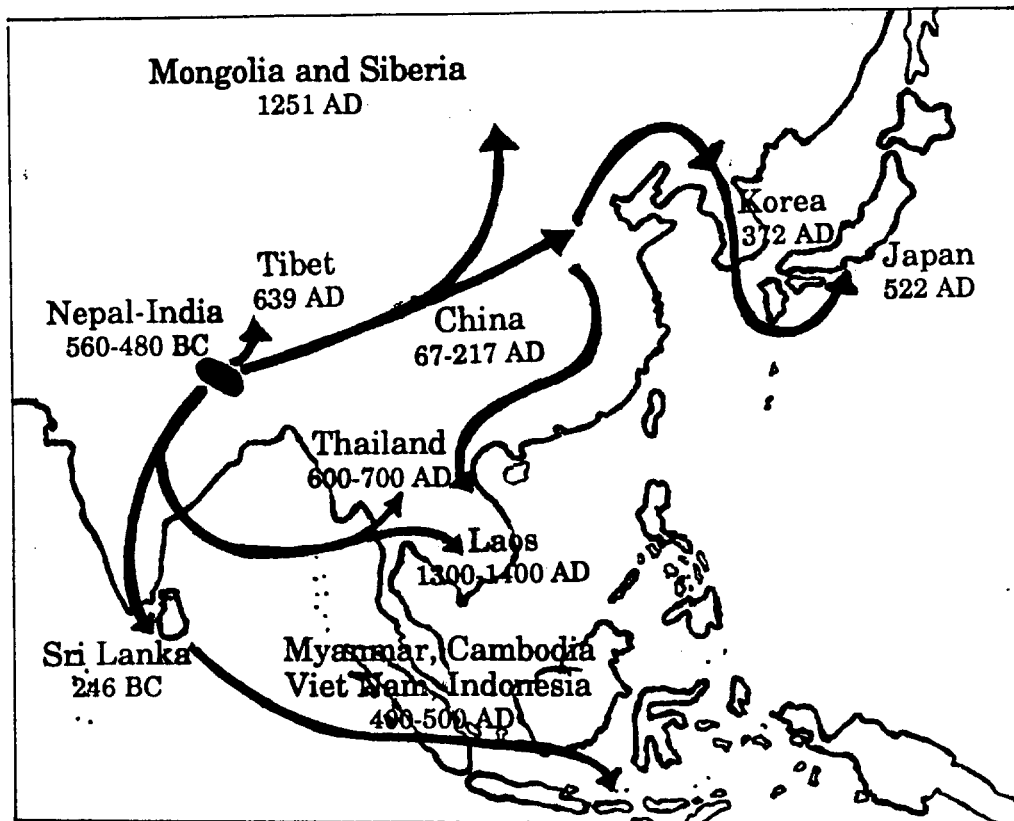 Mongolia and Siberia
1251 AD
Korea
372 AD
Tibet
639 AD
Japan
522 AD
Nepal-India
560-480 BC
China
67-217 AD
Thailand
600-700 AD
Laos
1300-1400 AD
Sri Lanka
246 BC
Myanmar, Cambodia
Viet Nam, Indonesia
400-500 AD